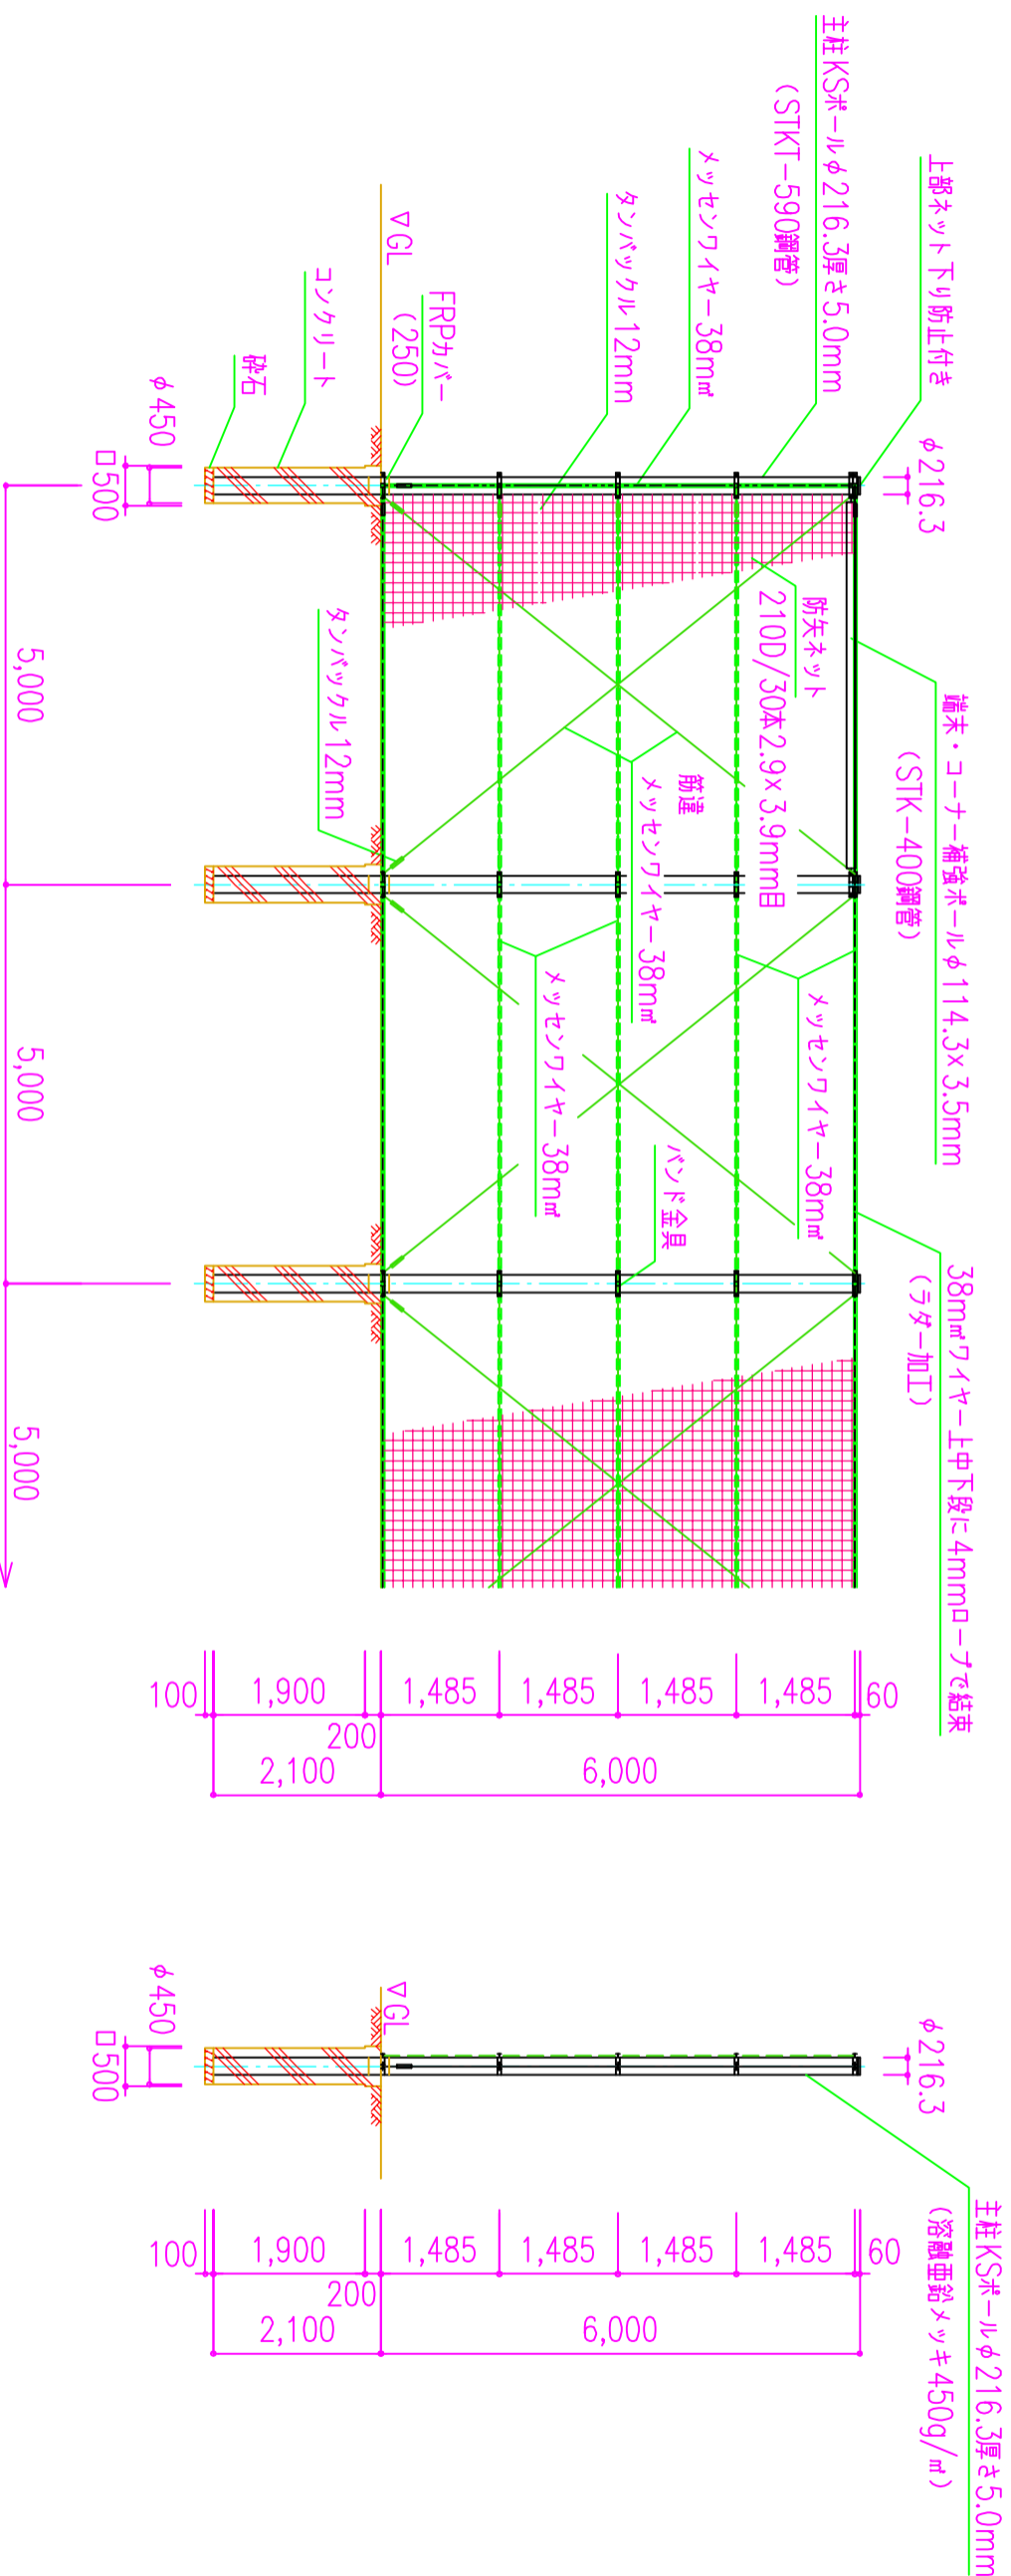 上部ネット下り防止付き
主柱KSポールφ216.3厚さ5.0mm
(STKT-590鋼管)
メッセンワイヤー38m㎡
タンバックル12mm
▽GL
FRPカバー
(250)
コンクリート
砕石
φ450
□500
φ216.3
端末・コーナー補強ポールφ114.3×3.5mm
(STK-400鋼管)
防矢ネット
210D/30本2.9×3.9mm目
筋違
メッセンワイヤー38m㎡
タンバックル12mm
メッセンワイヤー38m㎡
メッセンワイヤー38m㎡
バンド金具
38m㎡ワイヤー上中下段に4mmロープで結束
(ラダー加工)
5,000
5,000
5,000
60
1,485
1,485
1,485
1,485
200
1,900
100
6,000
2,100
φ216.3
主柱KSポールφ216.3厚さ5.0mm
(溶融亜鉛メッキ450g/㎡)
▽GL
φ450
□500
60
1,485
1,485
1,485
1,485
200
1,900
100
6,000
2,100